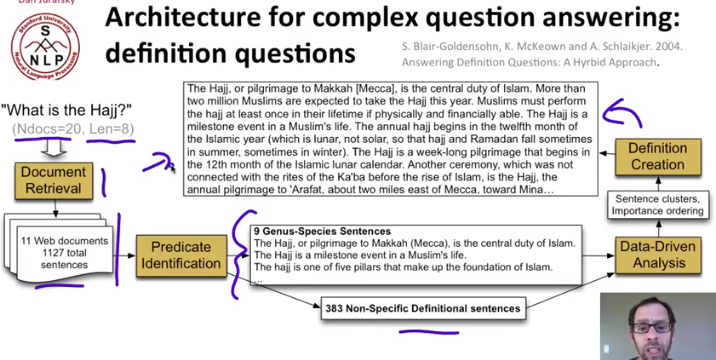 Dan Jurafsky
Architecture for complex question answering:
definition questions
S. Blair-Goldensohn, K. McKeown and A. Schlaikjer. 2004.
Answering Definition Questions: A Hyrbid Approach.
Stanford University
S
N L P
Natural Language Processing
"What is the Hajj?"
(Ndocs=20, Len=8)
The Hajj, or pilgrimage to Makkah [Mecca], is the central duty of Islam. More than
two million Muslims are expected to take the Hajj this year. Muslims must perform
the hajj at least once in their lifetime if physically and financially able. The Hajj is a
milestone event in a Muslim's life. The annual hajj begins in the twelfth month of
the Islamic year (which is lunar, not solar, so that hajj and Ramadan fall sometimes
in summer, sometimes in winter). The Hajj is a week-long pilgrimage that begins in
the 12th month of the Islamic lunar calendar. Another ceremony, which was not
connected with the rites of the Ka'ba before the rise of Islam, is the Hajj, the
annual pilgrimage to 'Arafat, about two miles east of Mecca, toward Mina…
Document
Retrieval
11 Web documents
1127 total
sentences
Predicate
Identification
9 Genus-Species Sentences
The Hajj, or pilgrimage to Makkah (Mecca), is the central duty of Islam.
The Hajj is a milestone event in a Muslim's life.
The hajj is one of five pillars that make up the foundation of Islam.
...
383 Non-Specific Definitional sentences
Definition
Creation
Sentence clusters,
Importance ordering
Data-Driven
Analysis